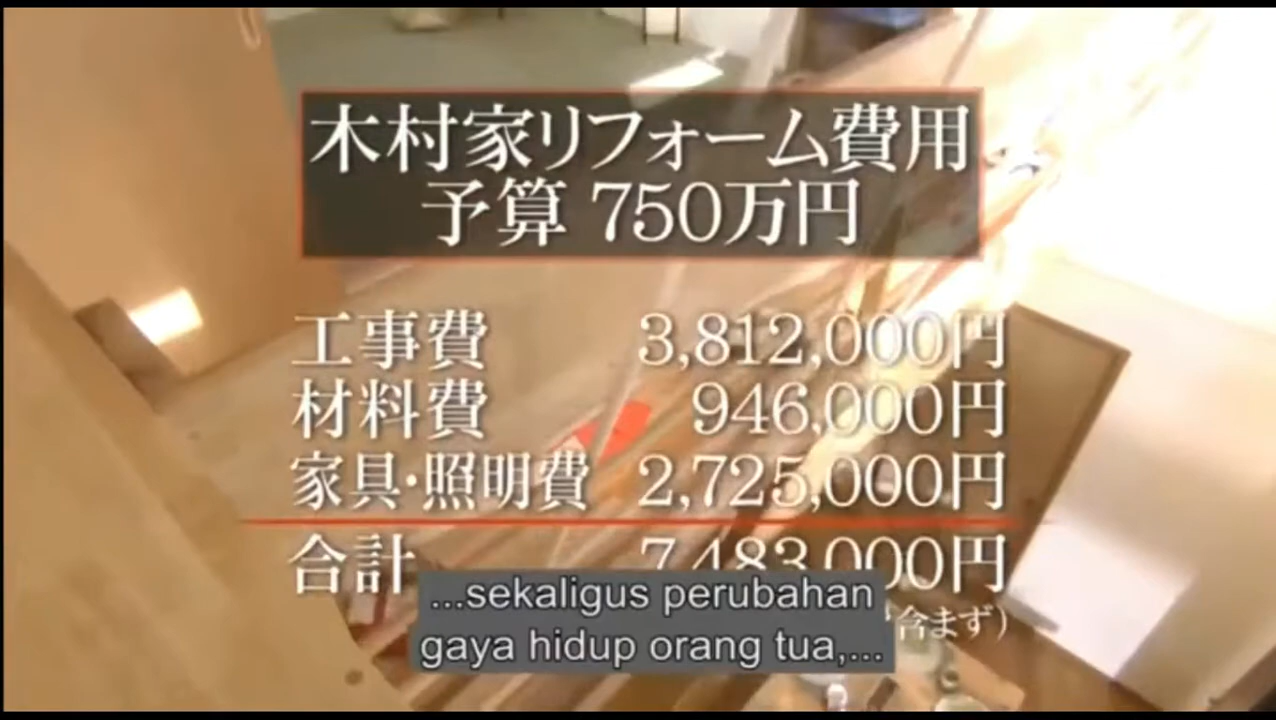 木村家リフォーム費用
予算 750万円
工事費 3,812,000円
材料費 946,000円
家具・照明費 2,725,000円
合計 7,483,000円
含まず)
...sekaligus perubahan
gaya hidup orang tua,...